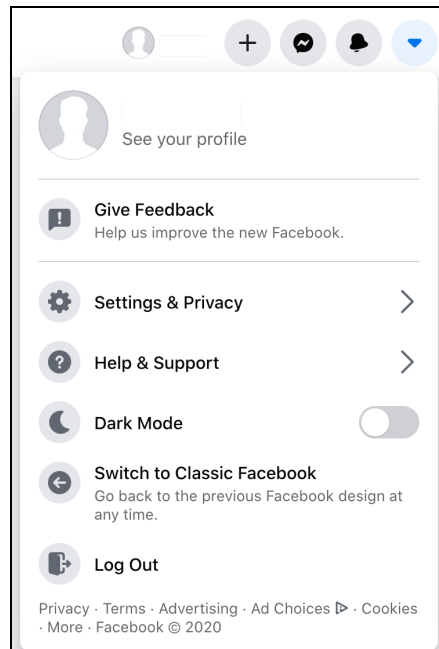 See your profile
Give Feedback
Help us improve the new Facebook.
Settings & Privacy
Help & Support
Dark Mode
Switch to Classic Facebook
Go back to the previous Facebook design at
any time.
Log Out
Privacy · Terms · Advertising · Ad Choices · Cookies
· More · Facebook © 2020